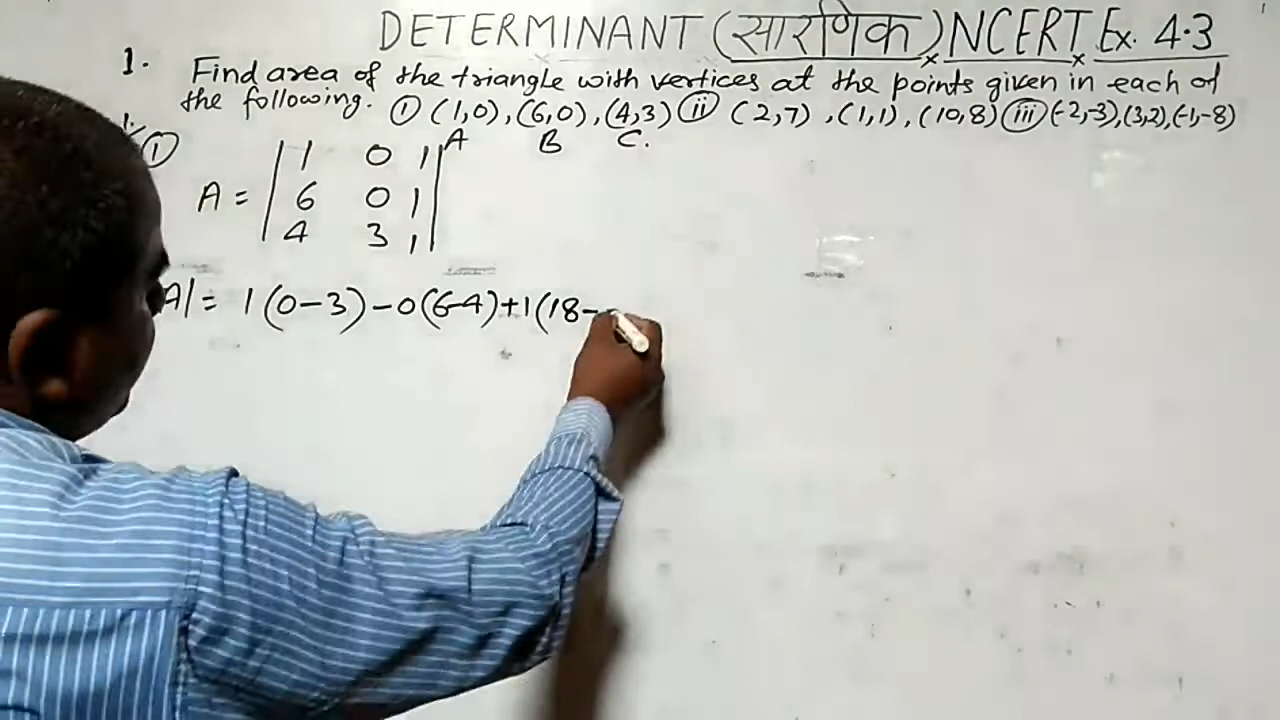 DETERMINANT (सारणिक) NCERT Ex. 4.3
1. Find area of the triangle with vertices at the points given in each of
the following. (i) (1,0), (6,0), (4,3) (ii) (2,7), (1,1), (10,8) (iii) (-2,-3), (3,2), (-1,-8)
A B C.
(i)
A = | 1 0 1 |
| 6 0 1 |
| 4 3 1 |
A| = 1(0-3)-0(6-4)+1(18-